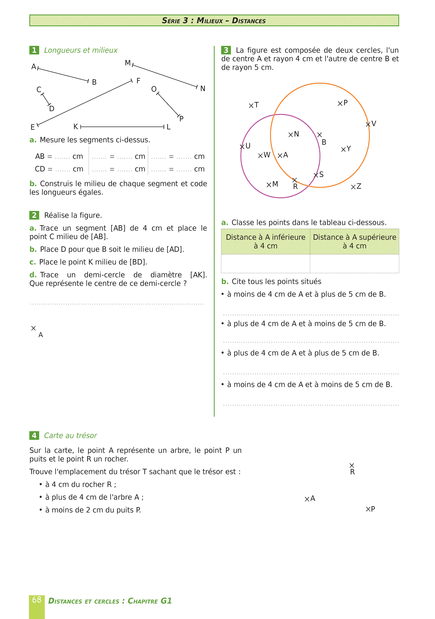 SÉRIE 3 : MILIEUX – DISTANCES
1 Longueurs et milieux
A
B
M
N
C
D
F
O
P
E
K
L
a. Mesure les segments ci-dessus.
AB = ....... cm ....... = ....... cm ....... = ....... cm
CD = ....... cm ....... = ....... cm ....... = ....... cm
b. Construis le milieu de chaque segment et code
les longueurs égales.
2 Réalise la figure.
a. Trace un segment [AB] de 4 cm et place le
point C milieu de [AB].
b. Place D pour que B soit le milieu de [AD].
c. Place le point K milieu de [BD].
d. Trace un demi-cercle de diamètre [AK].
Que représente le centre de ce demi-cercle ?
A
3 La figure est composée de deux cercles, l'un
de centre A et rayon 4 cm et l'autre de centre B et
de rayon 5 cm.
T
P
V
N
B
U
W
A
Y
S
M
R
Z
a. Classe les points dans le tableau ci-dessous.
Distance à A inférieure
à 4 cm
Distance à A supérieure
à 4 cm
b. Cite tous les points situés
• à moins de 4 cm de A et à plus de 5 cm de B.
• à plus de 4 cm de A et à moins de 5 cm de B.
• à plus de 4 cm de A et à plus de 5 cm de B.
• à moins de 4 cm de A et à moins de 5 cm de B.
4 Carte au trésor
Sur la carte, le point A représente un arbre, le point P un
puits et le point R un rocher.
Trouve l'emplacement du trésor T sachant que le trésor est :
• à 4 cm du rocher R ;
• à plus de 4 cm de l'arbre A ;
• à moins de 2 cm du puits P.
R
A
P
68 DISTANCES ET CERCLES : CHAPITRE G1